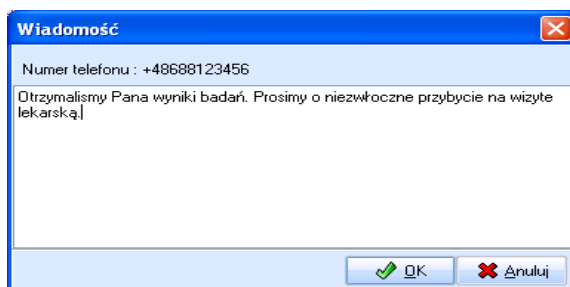 Wiadomość
Numer telefonu : +48688123456
Otrzymalismy Pana wyniki badań. Prosimy o niezwłoczne przybycie na wizyte
lekarską.
OK
Anuluj